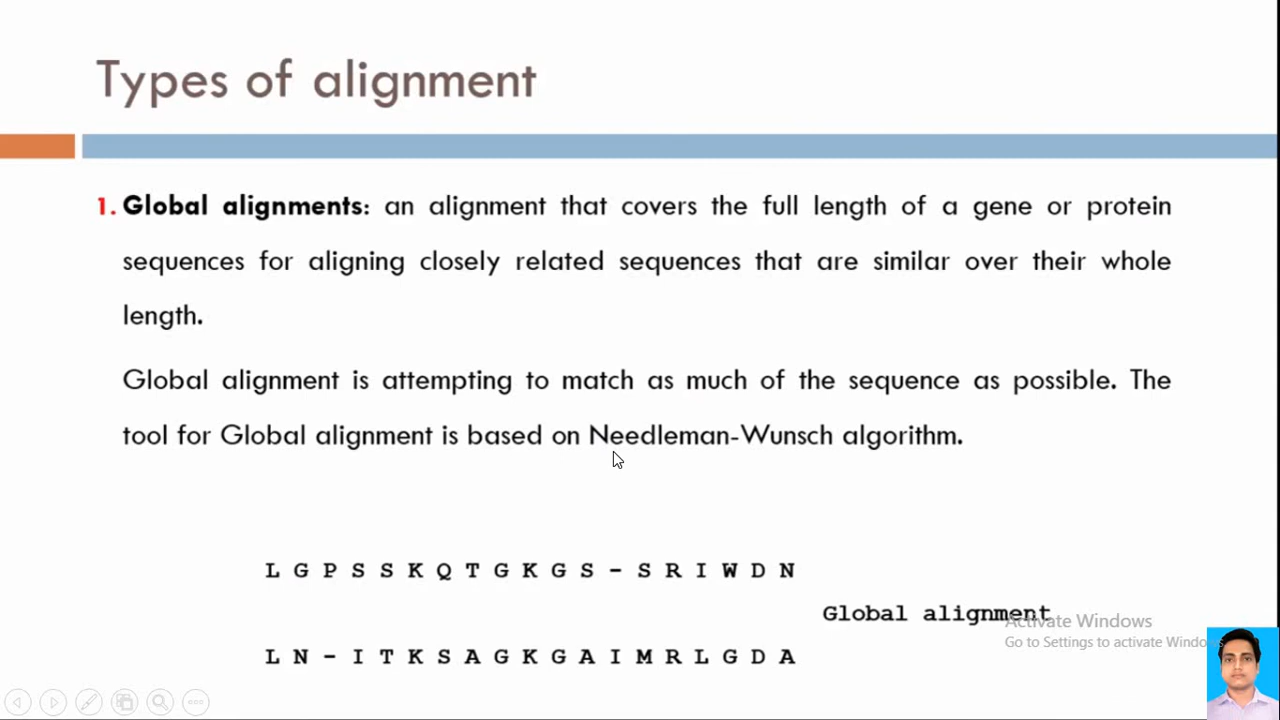 Types of alignment
1. Global alignments: an alignment that covers the full length of a gene or protein
sequences for aligning closely related sequences that are similar over their whole
length.
Global alignment is attempting to match as much of the sequence as possible. The
tool for Global alignment is based on Needleman-Wunsch algorithm.
L G P S S K Q T G K G S - S R I W D N
Global alignment
Activate Windows
Go to Settings to activate Windows.
L N - I T K S A G K G A I M R L G D A